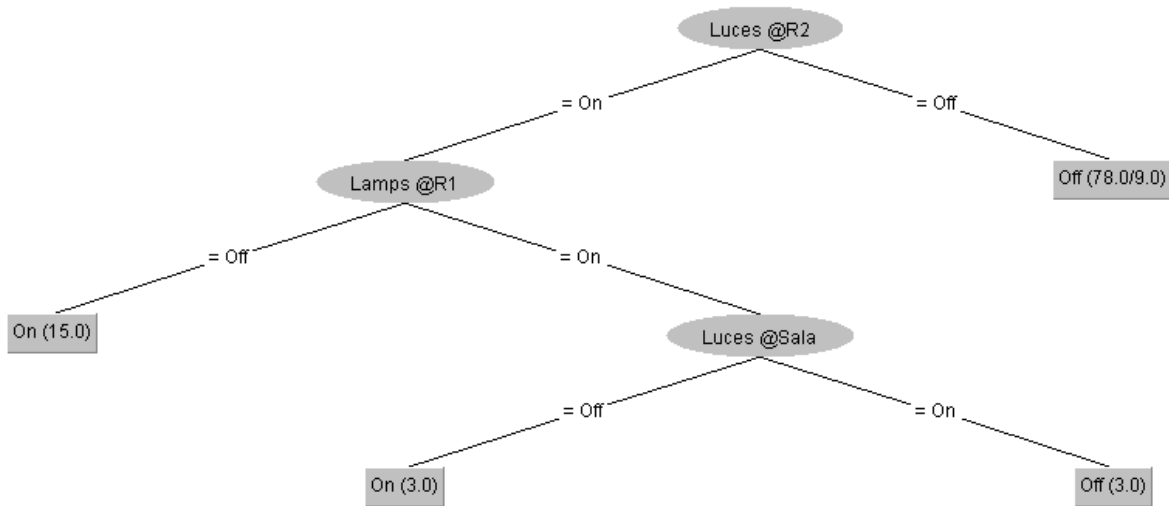 Luces @R2
= On
= Off
Lamps @R1
Off (78.0/9.0)
= Off
= On
On (15.0)
Luces @Sala
= Off
= On
On (3.0)
Off (3.0)